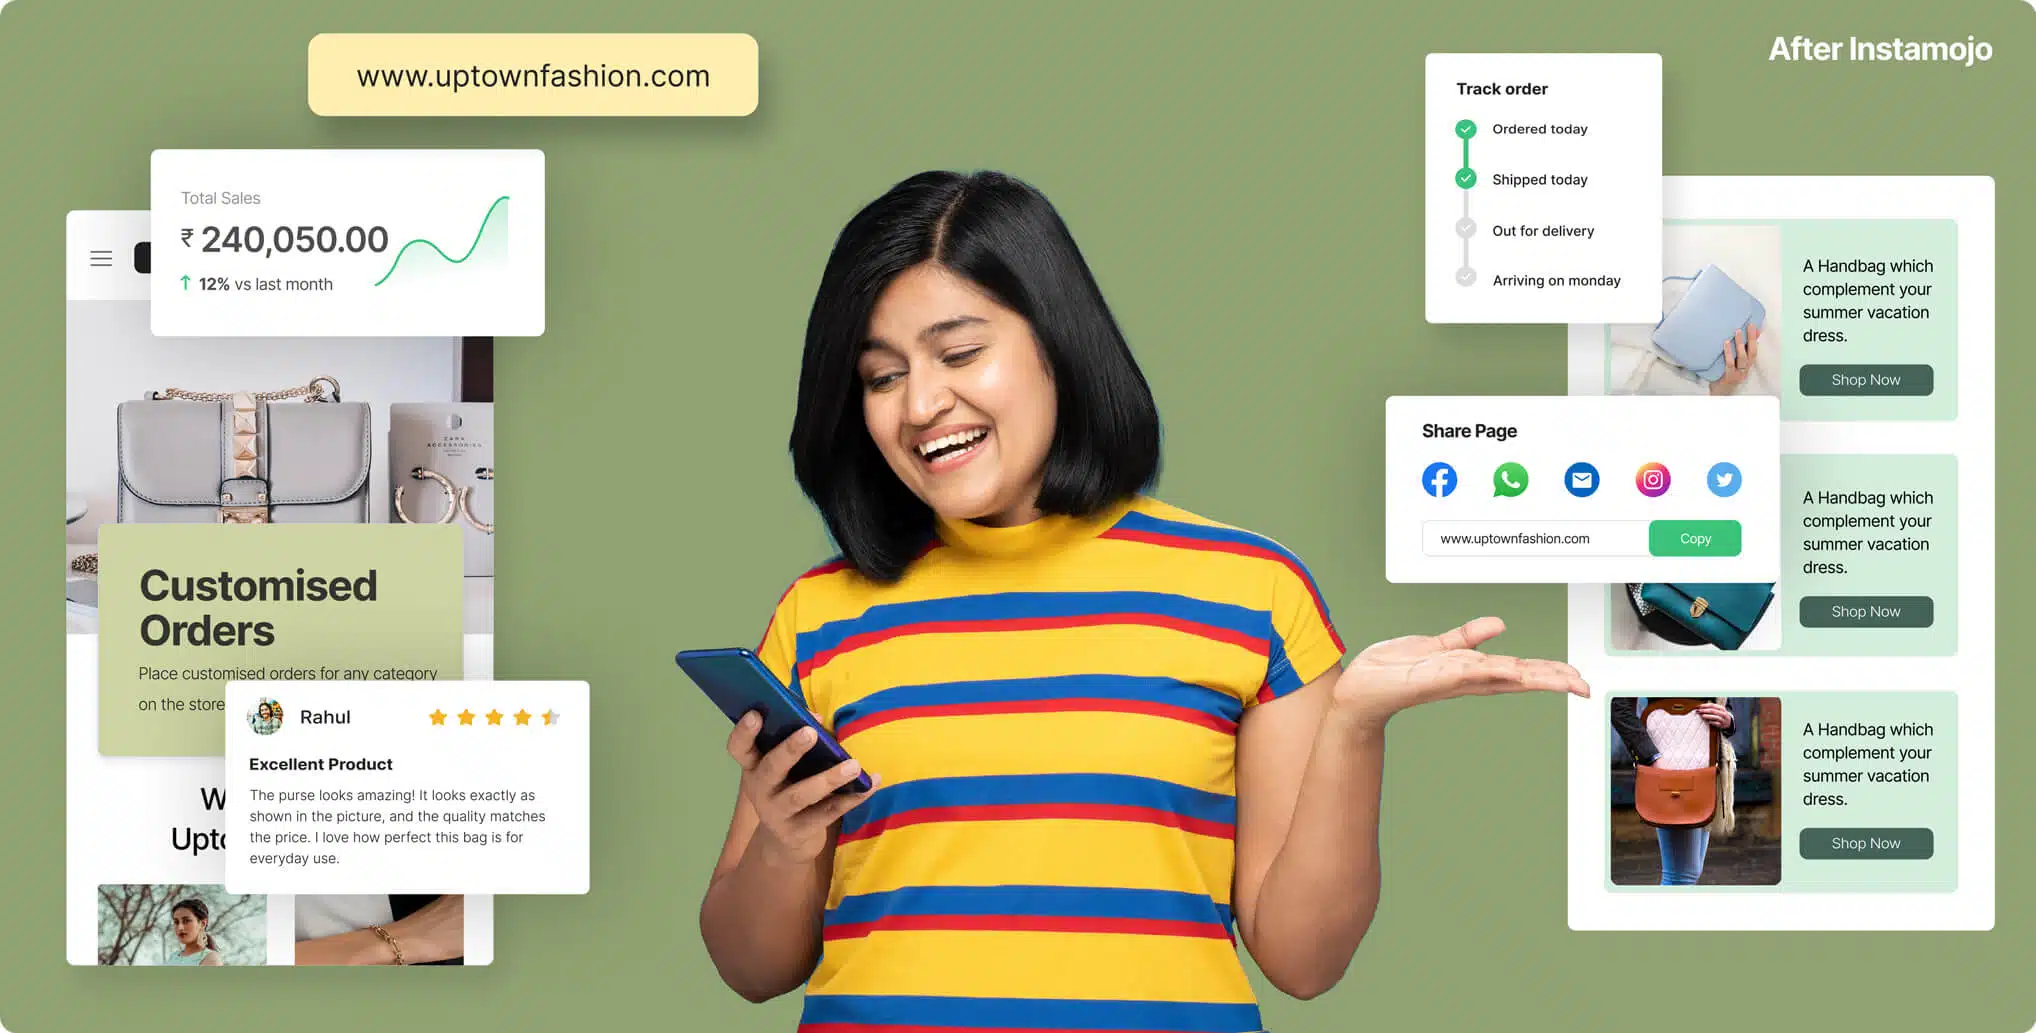 www.uptownfashion.com
After Instamojo
Total Sales
₹ 240,050.00
↑ 12% vs last month
ZARA
ACCESSORIES
Customised
Orders
Place customised orders for any category
on the store
Rahul
Excellent Product
The purse looks amazing! It looks exactly as
shown in the picture, and the quality matches
the price. I love how perfect this bag is for
everyday use.
Track order
Ordered today
Shipped today
Out for delivery
Arriving on monday
Share Page
www.uptownfashion.com
Copy
A Handbag which
complement your
summer vacation
dress.
Shop Now
A Handbag which
complement your
summer vacation
dress.
Shop Now
A Handbag which
complement your
summer vacation
dress.
Shop Now